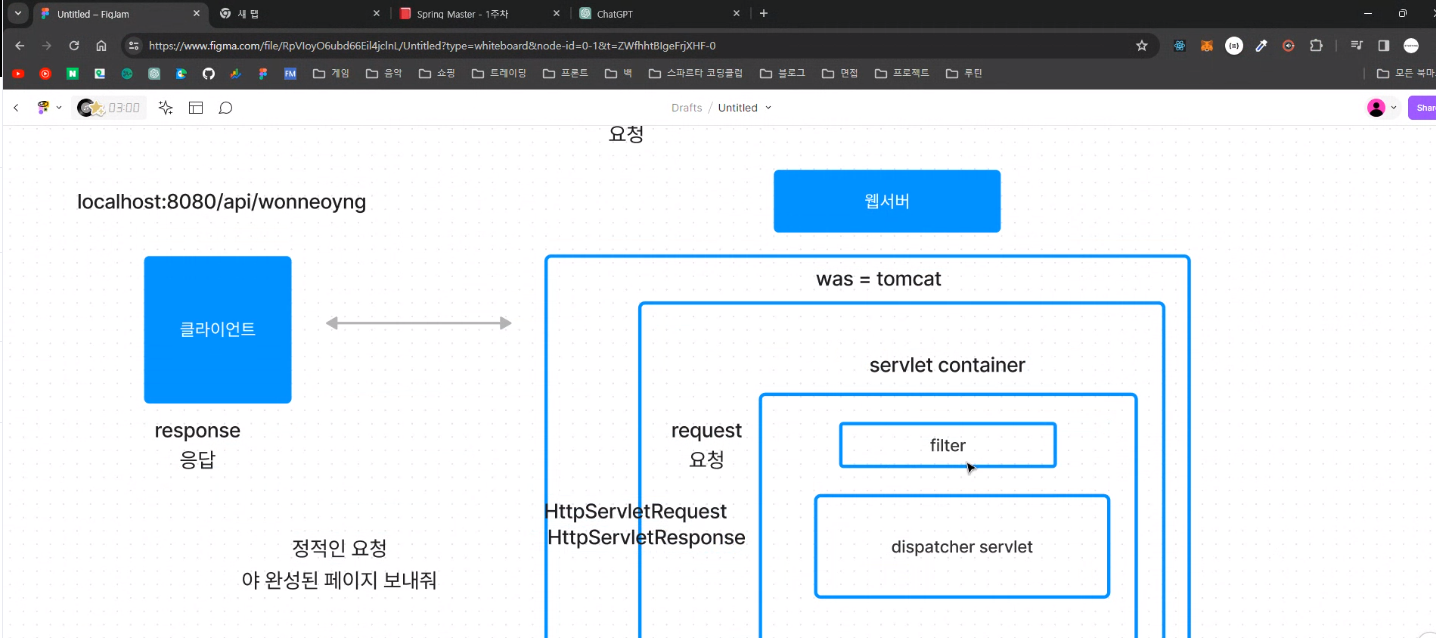 Untitled – FigJam
새 탭
Spring Master - 1주차
ChatGPT
https://www.figma.com/file/RpVIoyO6ubd66Eil4jclnL/Untitled?type=whiteboard&node-id=0-1&t=ZWfhhtBIgeFrjXHF-0
게임
음악
쇼핑
트레이딩
프론트
백
스파르타 코딩클럽
블로그
면접
프로젝트
루틴
모든 북마
03:00
Drafts / Untitled
Shar
요청
localhost:8080/api/wonneoyng
웹서버
was = tomcat
클라이언트
servlet container
response
응답
request
요청
filter
HttpServletRequest
HttpServletResponse
dispatcher servlet
정적인 요청
야 완성된 페이지 보내줘